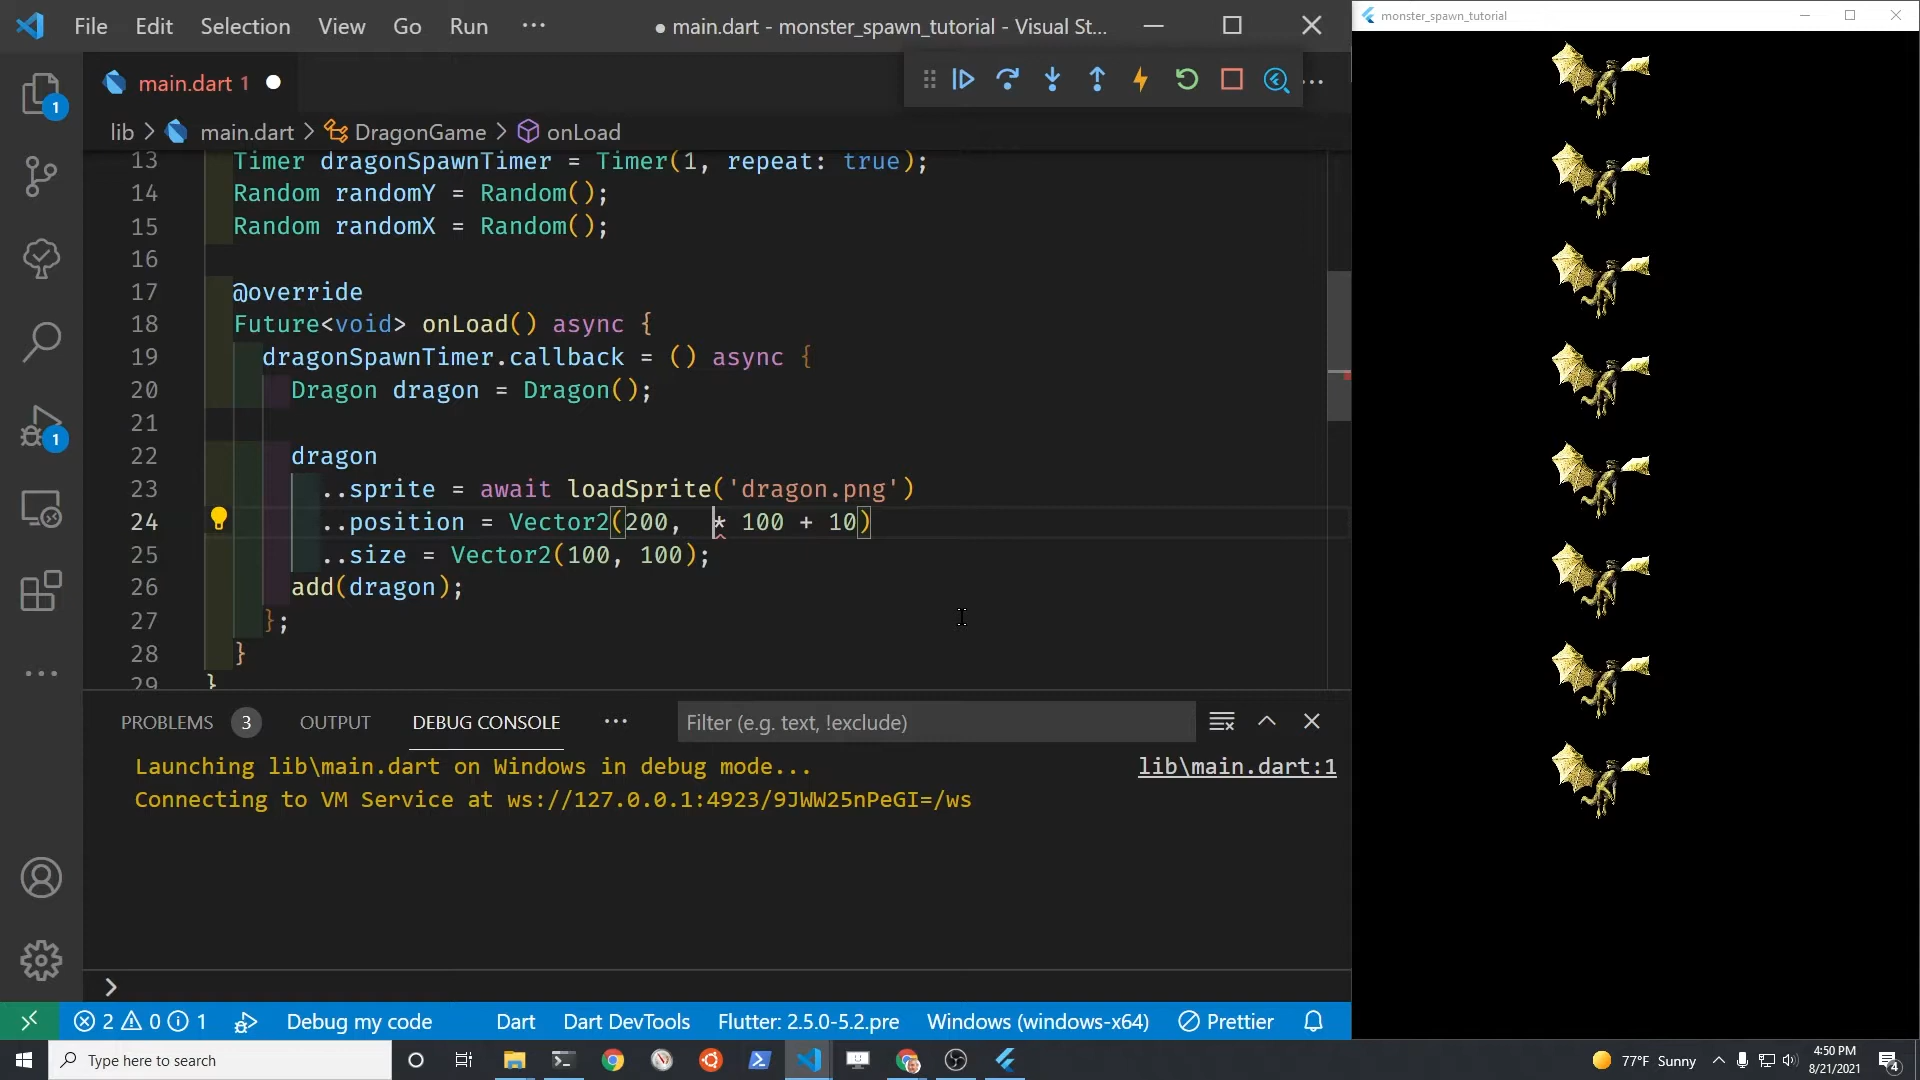 File Edit Selection View Go Run ··· ● main.dart - monster_spawn_tutorial - Visual St...
monster_spawn_tutorial
main.dart 1
lib > main.dart > DragonGame > onLoad
13 Timer dragonSpawnTimer = Timer(1, repeat: true);
14 Random randomY = Random();
15 Random randomX = Random();
16
17 @override
18 Future<void> onLoad() async {
19 dragonSpawnTimer.callback = () async {
20 Dragon dragon = Dragon();
21
22 dragon
23 ..sprite = await loadSprite('dragon.png')
24 ..position = Vector2(200,  * 100 + 10)
25 ..size = Vector2(100, 100);
26 add(dragon);
27 };
28 }
29 }
1
1
PROBLEMS 3 OUTPUT DEBUG CONSOLE ··· Filter (e.g. text, !exclude)
Launching lib\main.dart on Windows in debug mode... lib\main.dart:1
Connecting to VM Service at ws://127.0.0.1:4923/9JWW25nPeGI=/ws
>
2 0 1 Debug my code Dart Dart DevTools Flutter: 2.5.0-5.2.pre Windows (windows-x64) Prettier
Type here to search
77°F Sunny
4:50 PM
8/21/2021
4